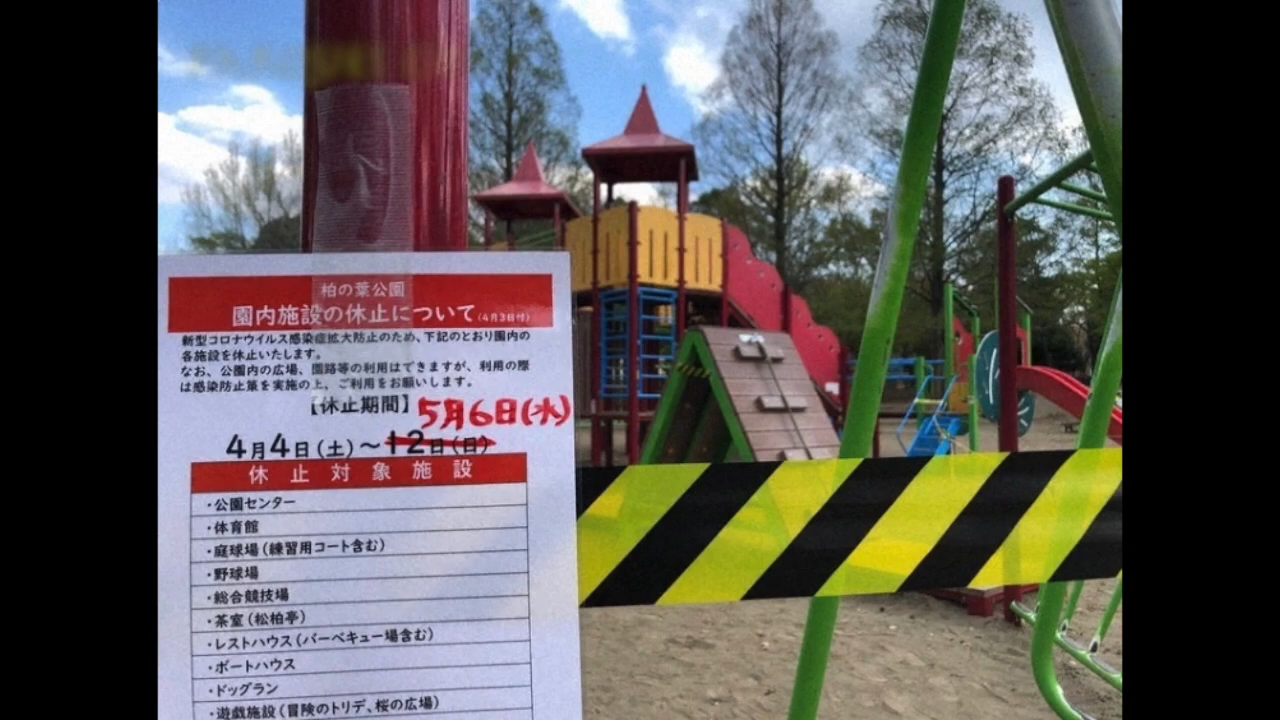 柏の葉公園
園内施設の休止について(4月3日付)
新型コロナウイルス感染症拡大防止のため、下記のとおり園内の
各施設を休止いたします。
なお、公園内の広場、園路等の利用はできますが、利用の際
は感染防止策を実施の上、ご利用をお願いします。
【休止期間】 5月6日(水)
4月4日(土)～12日(日)
休止対象施設
・公園センター
・体育館
・庭球場(練習用コート含む)
・野球場
・総合競技場
・茶室(松柏亭)
・レストハウス(バーベキュー場含む)
・ボートハウス
・ドッグラン
・遊戯施設(冒険のトリデ、桜の広場)